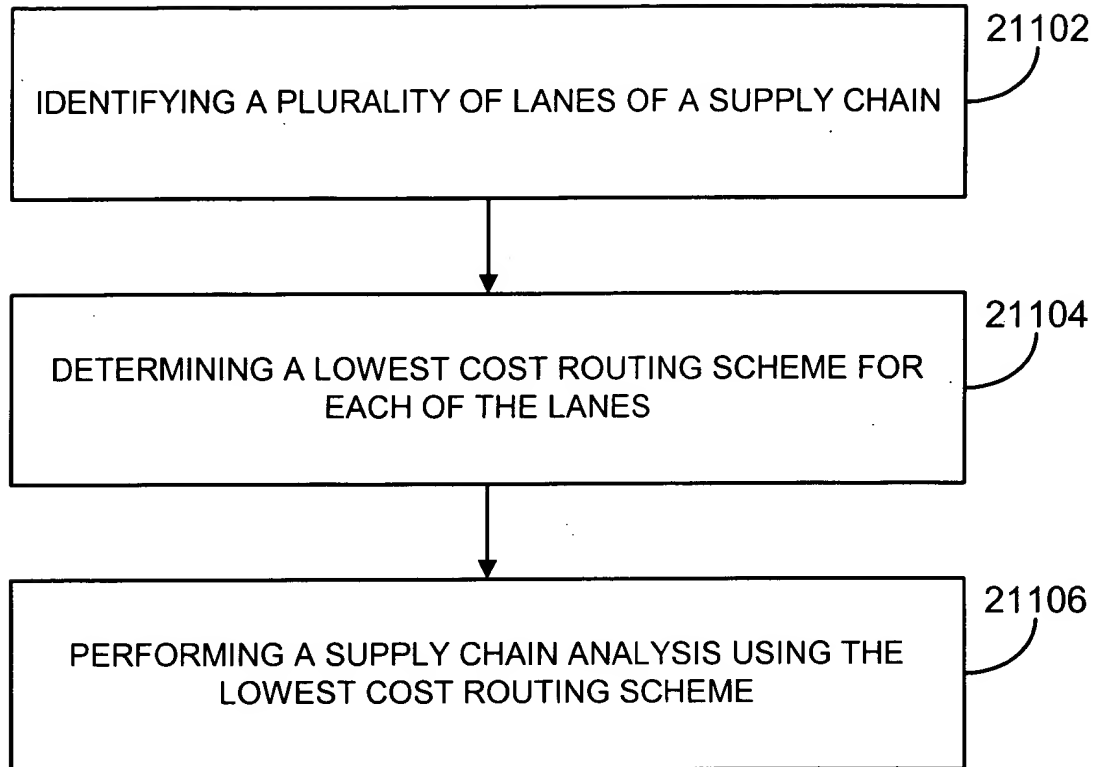 21102
IDENTIFYING A PLURALITY OF LANES OF A SUPPLY CHAIN
21104
DETERMINING A LOWEST COST ROUTING SCHEME FOR
EACH OF THE LANES
21106
PERFORMING A SUPPLY CHAIN ANALYSIS USING THE
LOWEST COST ROUTING SCHEME